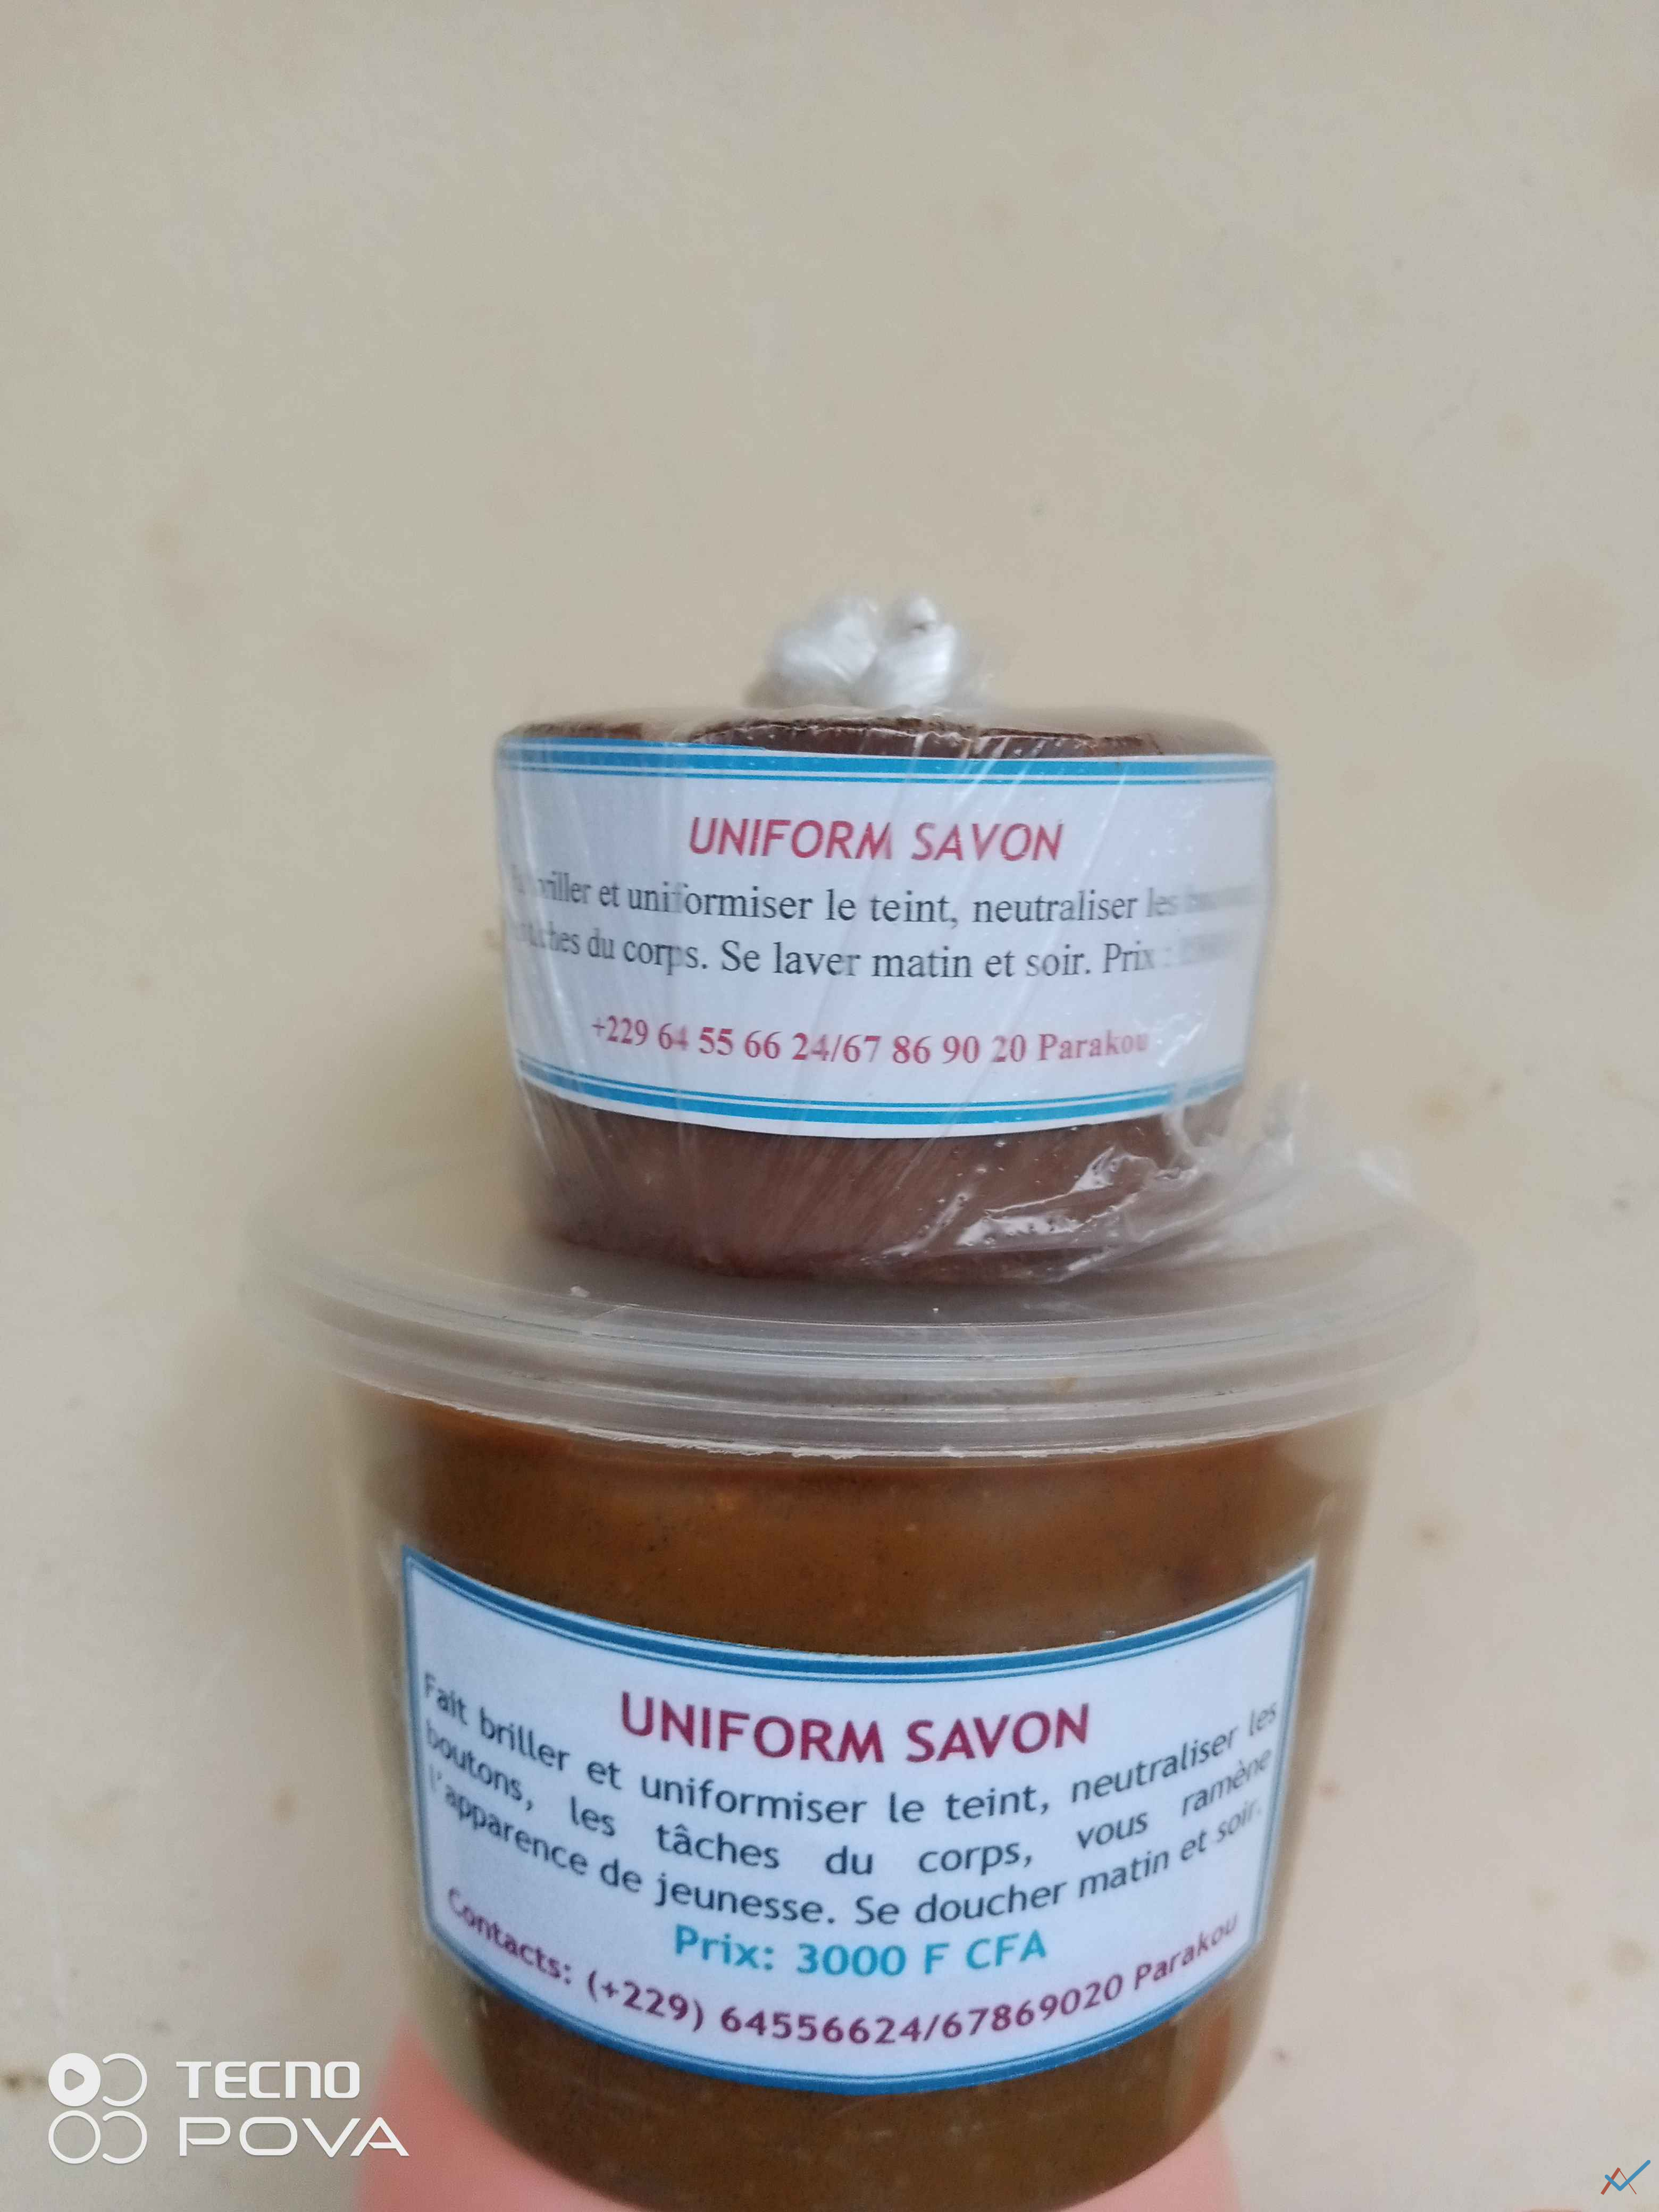 UNIFORM SAVON
et uniformiser le teint, neutraliser les
du corps. Se laver matin et soir. Prix :
+229 64 55 66 24/67 86 90 20 Parakou
UNIFORM SAVON
Fait briller et uniformiser le teint, neutraliser les
boutons, les tâches du corps, vous ramène
l'apparence de jeunesse. Se doucher matin et soir.
Prix: 3000 F CFA
Contacts: (+229) 64556624/67869020 Parakou
TECNO
POVA